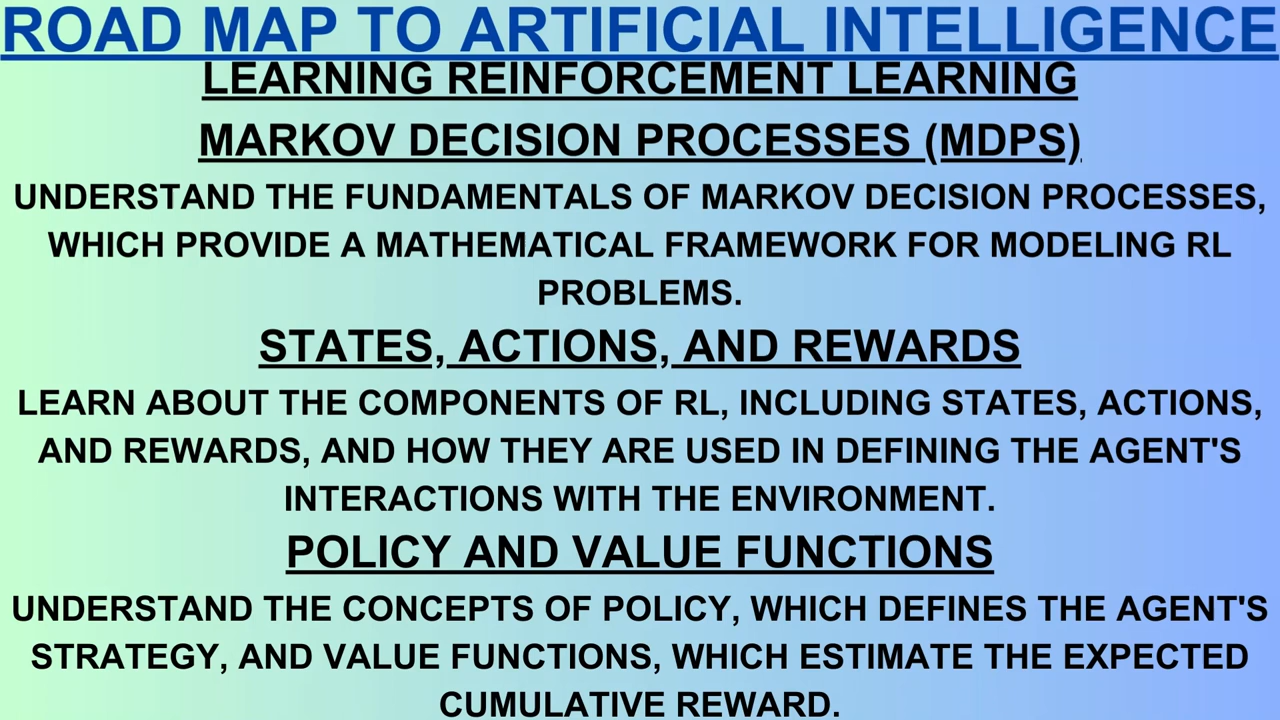 ROAD MAP TO ARTIFICIAL INTELLIGENCE
LEARNING REINFORCEMENT LEARNING
MARKOV DECISION PROCESSES (MDPS)
UNDERSTAND THE FUNDAMENTALS OF MARKOV DECISION PROCESSES,
WHICH PROVIDE A MATHEMATICAL FRAMEWORK FOR MODELING RL
PROBLEMS.
STATES, ACTIONS, AND REWARDS
LEARN ABOUT THE COMPONENTS OF RL, INCLUDING STATES, ACTIONS,
AND REWARDS, AND HOW THEY ARE USED IN DEFINING THE AGENT'S
INTERACTIONS WITH THE ENVIRONMENT.
POLICY AND VALUE FUNCTIONS
UNDERSTAND THE CONCEPTS OF POLICY, WHICH DEFINES THE AGENT'S
STRATEGY, AND VALUE FUNCTIONS, WHICH ESTIMATE THE EXPECTED
CUMULATIVE REWARD.